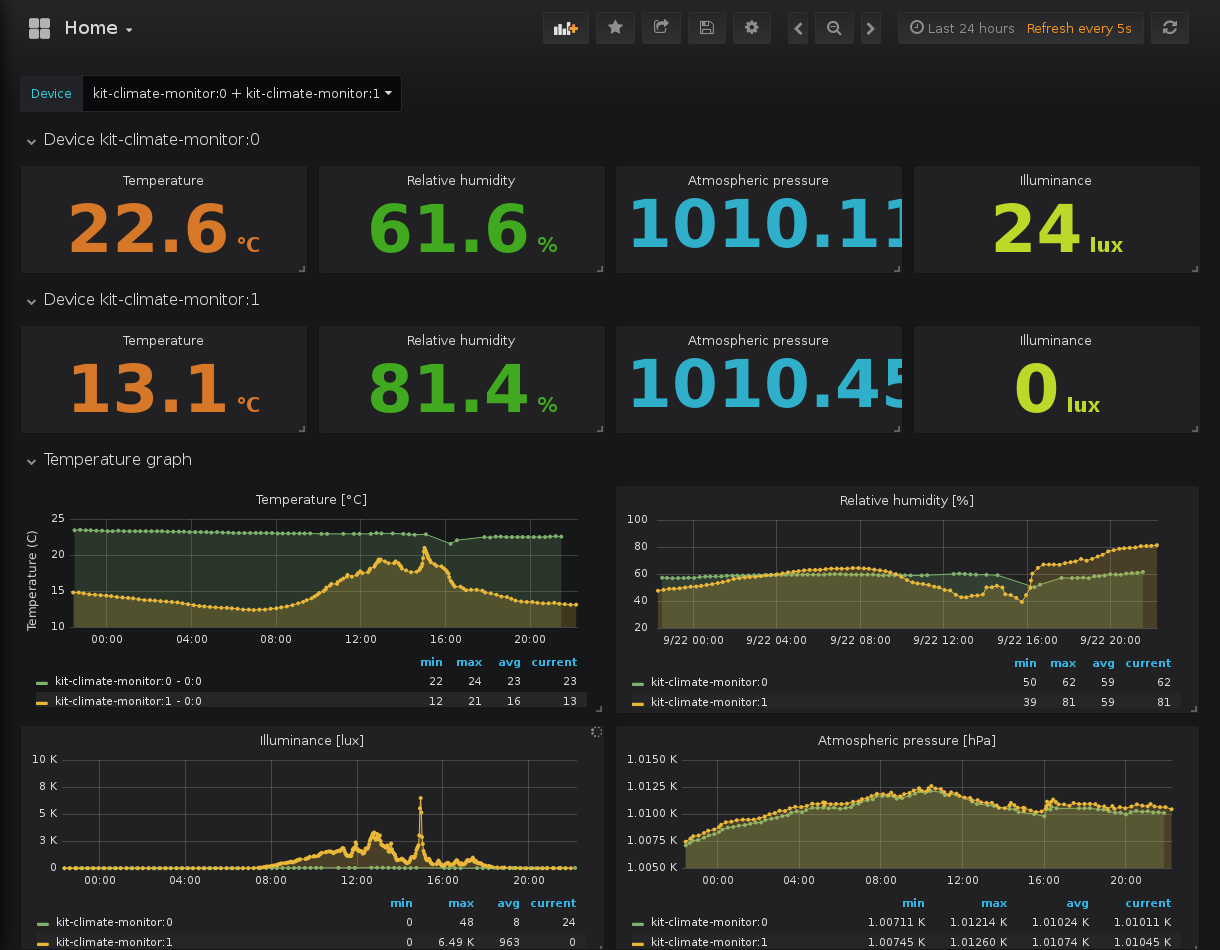 Home
Last 24 hours Refresh every 5s
Device kit-climate-monitor:0 + kit-climate-monitor:1
Device kit-climate-monitor:0
Temperature Relative humidity Atmospheric pressure Illuminance
22.6 °C 61.6 % 1010.11 24 lux
Device kit-climate-monitor:1
Temperature Relative humidity Atmospheric pressure Illuminance
13.1 °C 81.4 % 1010.45 0 lux
Temperature graph
Temperature [°C]
Temperature (C)
25
20
15
10
00:00 04:00 08:00 12:00 16:00 20:00
min max avg current
kit-climate-monitor:0 - 0:0 22 24 23 23
kit-climate-monitor:1 - 0:0 12 21 16 13
Relative humidity [%]
100
80
60
40
20
9/22 00:00 9/22 04:00 9/22 08:00 9/22 12:00 9/22 16:00 9/22 20:00
min max avg current
kit-climate-monitor:0 50 62 59 62
kit-climate-monitor:1 39 81 59 81
Illuminance [lux]
10 K
8 K
5 K
3 K
0
00:00 04:00 08:00 12:00 16:00 20:00
min max avg current
kit-climate-monitor:0 0 48 8 24
kit-climate-monitor:1 0 6.49 K 963 0
Atmospheric pressure [hPa]
1.0150 K
1.0125 K
1.0100 K
1.0075 K
1.0050 K
00:00 04:00 08:00 12:00 16:00 20:00
min max avg current
kit-climate-monitor:0 1.00711 K 1.01214 K 1.01024 K 1.01011 K
kit-climate-monitor:1 1.00745 K 1.01260 K 1.01074 K 1.01045 K